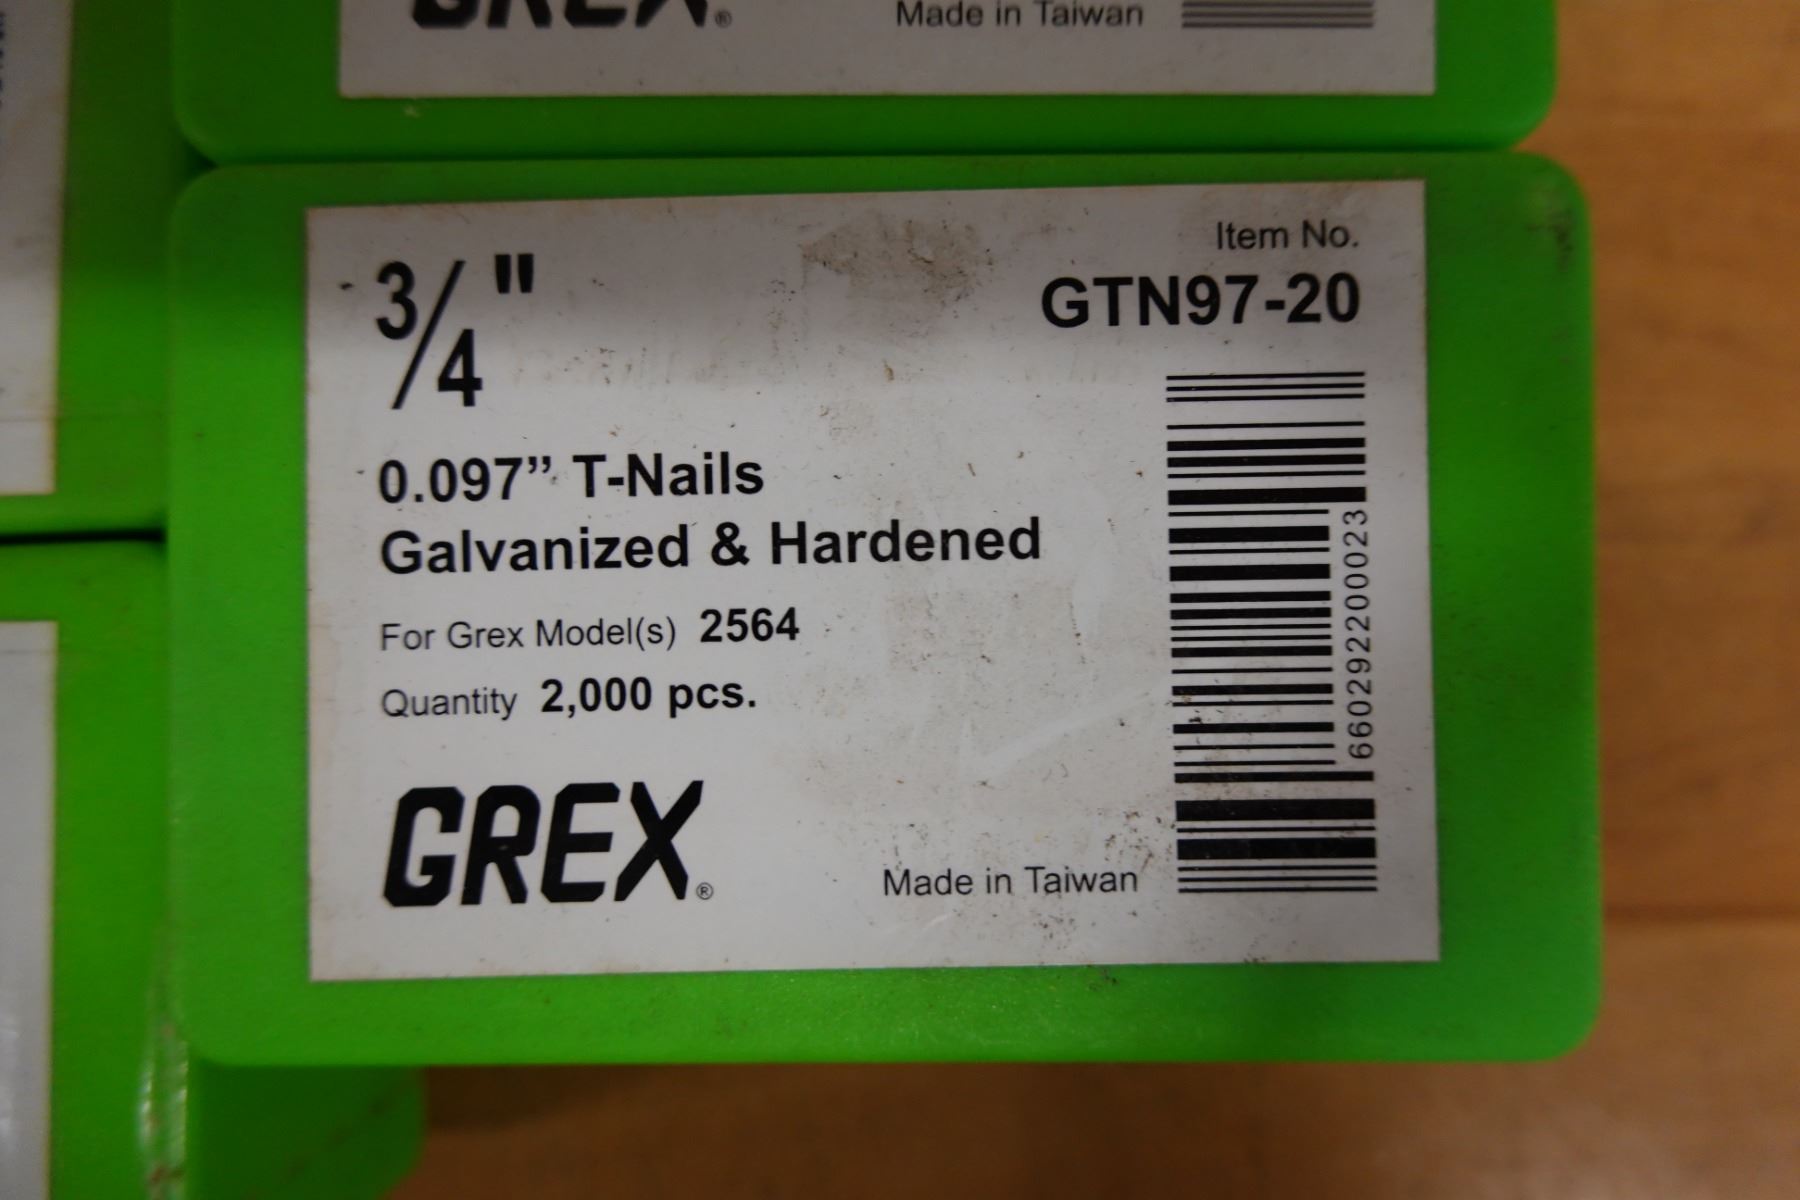 GREX®
Made in Taiwan
3/4"
Item No.
GTN97-20
0.097” T-Nails
Galvanized & Hardened
For Grex Model(s) 2564
Quantity 2,000 pcs.
660292200023
GREX®
Made in Taiwan